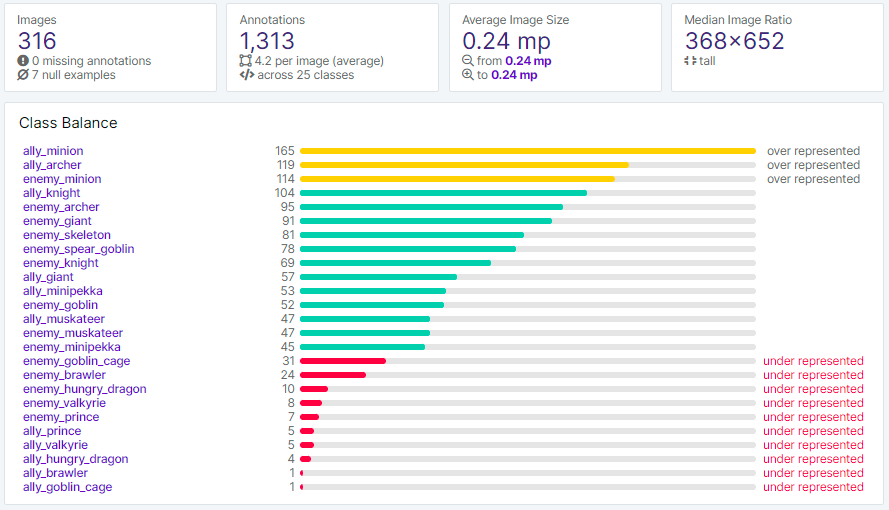 Images
316
0 missing annotations
7 null examples
Annotations
1,313
4.2 per image (average)
across 25 classes
Average Image Size
0.24 mp
from 0.24 mp
to 0.24 mp
Median Image Ratio
368×652
tall
Class Balance
ally_minion 165 over represented
ally_archer 119 over represented
enemy_minion 114 over represented
ally_knight 104
enemy_archer 95
enemy_giant 91
enemy_skeleton 81
enemy_spear_goblin 78
enemy_knight 69
ally_giant 57
ally_minipekka 53
enemy_goblin 52
ally_muskateer 47
enemy_muskateer 47
enemy_minipekka 45
enemy_goblin_cage 31 under represented
enemy_brawler 24 under represented
enemy_hungry_dragon 10 under represented
enemy_valkyrie 8 under represented
enemy_prince 7 under represented
ally_prince 5 under represented
ally_valkyrie 5 under represented
ally_hungry_dragon 4 under represented
ally_brawler 1 under represented
ally_goblin_cage 1 under represented